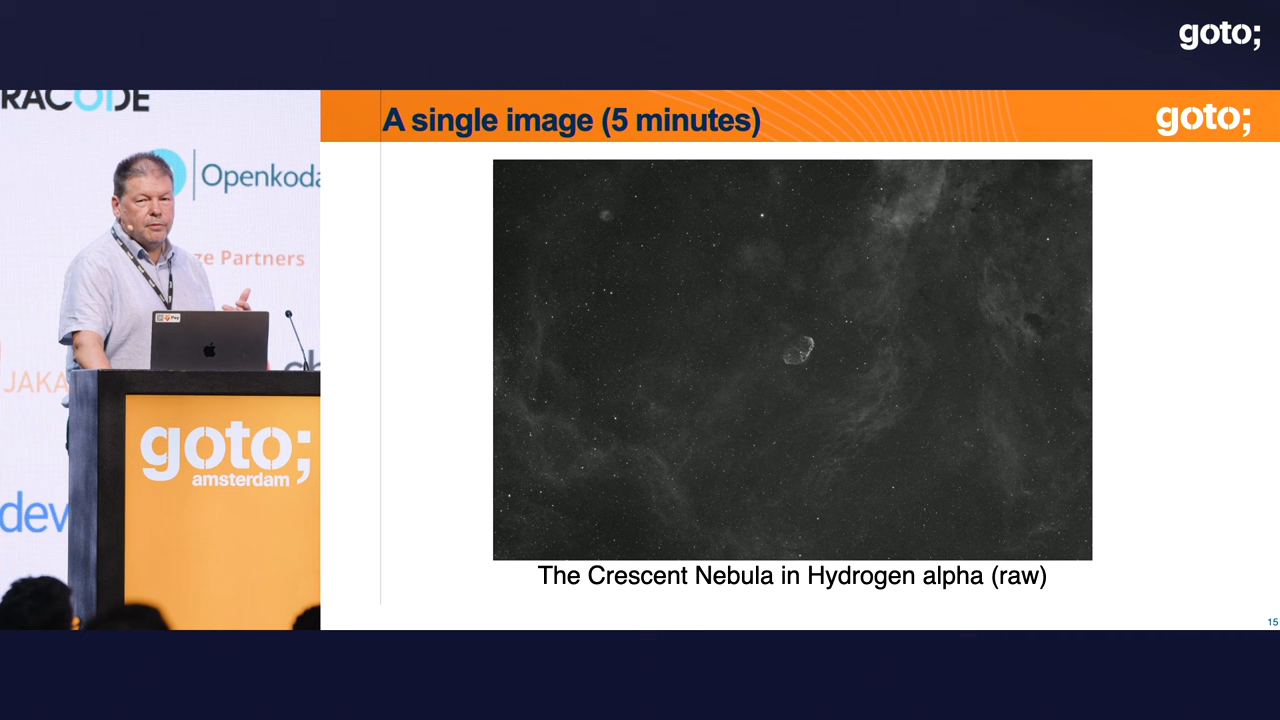 goto;
RACODE
A single image (5 minutes)
goto;
Openkoda
ze Partners
JAKA
goto;
amsterdam
dev
The Crescent Nebula in Hydrogen alpha (raw)
15